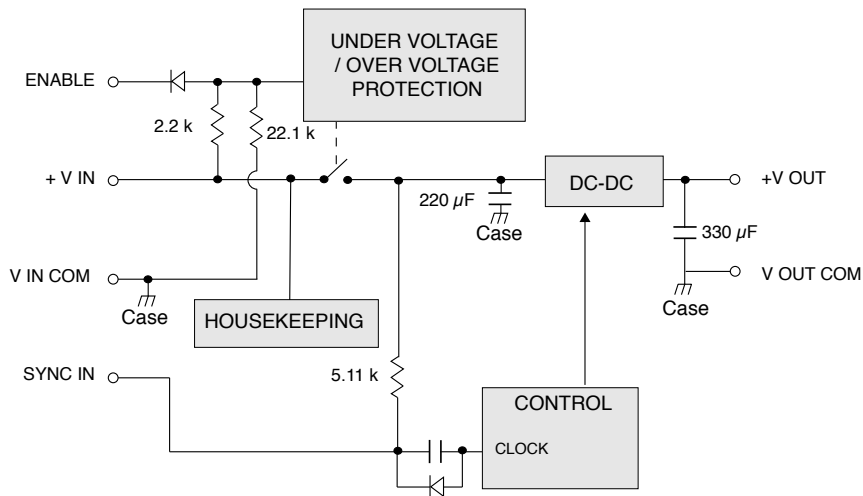 UNDER VOLTAGE
/ OVER VOLTAGE
PROTECTION
ENABLE
2.2 k
22.1 k
+ V IN
DC-DC
+V OUT
220 µF
Case
330 µF
V IN COM
Case
V OUT COM
Case
HOUSEKEEPING
SYNC IN
5.11 k
CONTROL
CLOCK